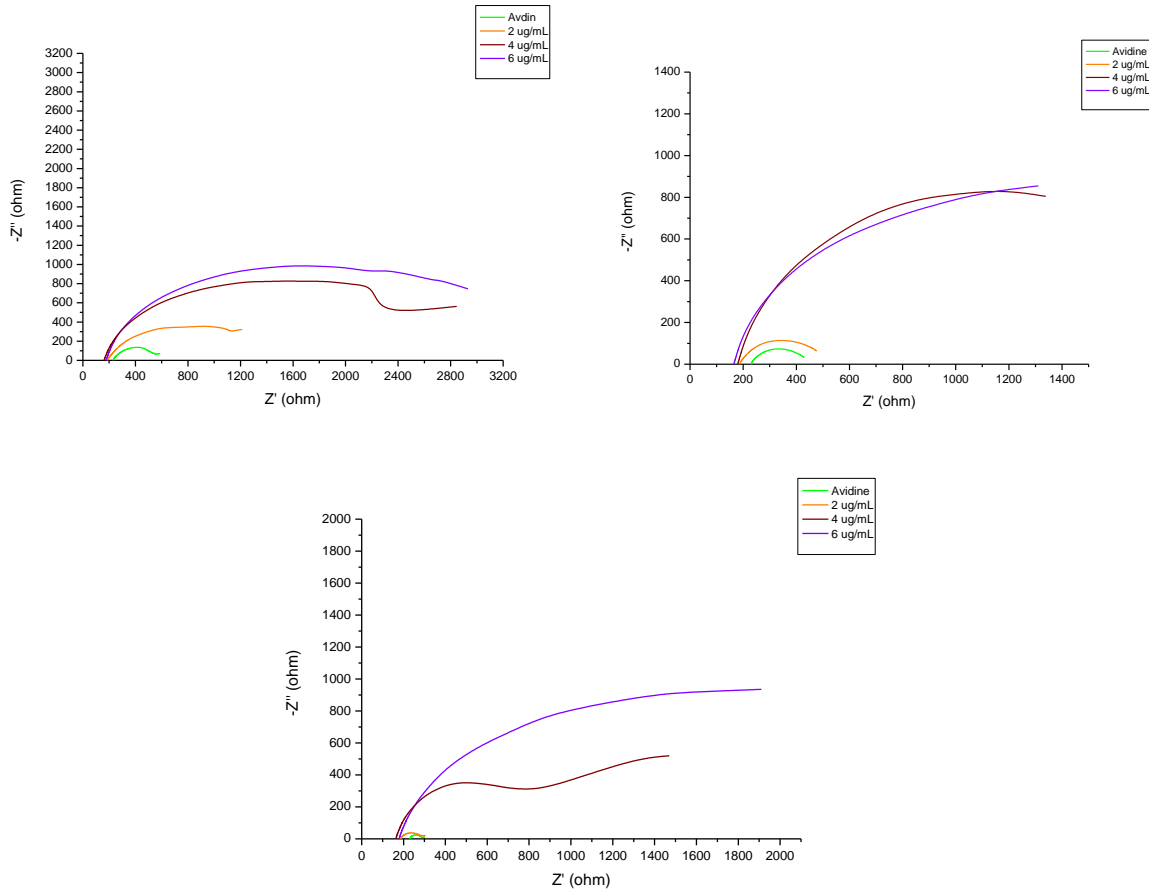 Avdin
2 ug/mL
4 ug/mL
6 ug/mL
3200
3000
2800
2600
2400
2200
2000
1800
1600
1400
1200
1000
800
600
400
200
0
-Z'' (ohm)
0 400 800 1200 1600 2000 2400 2800 3200
Z' (ohm)
Avidine
2 ug/mL
4 ug/mL
6 ug/mL
1400
1200
1000
800
600
400
200
0
-Z'' (ohm)
0 200 400 600 800 1000 1200 1400
Z' (ohm)
Avidine
2 ug/mL
4 ug/mL
6 ug/mL
2000
1800
1600
1400
1200
1000
800
600
400
200
0
-Z'' (ohm)
0 200 400 600 800 1000 1200 1400 1600 1800 2000
Z' (ohm)